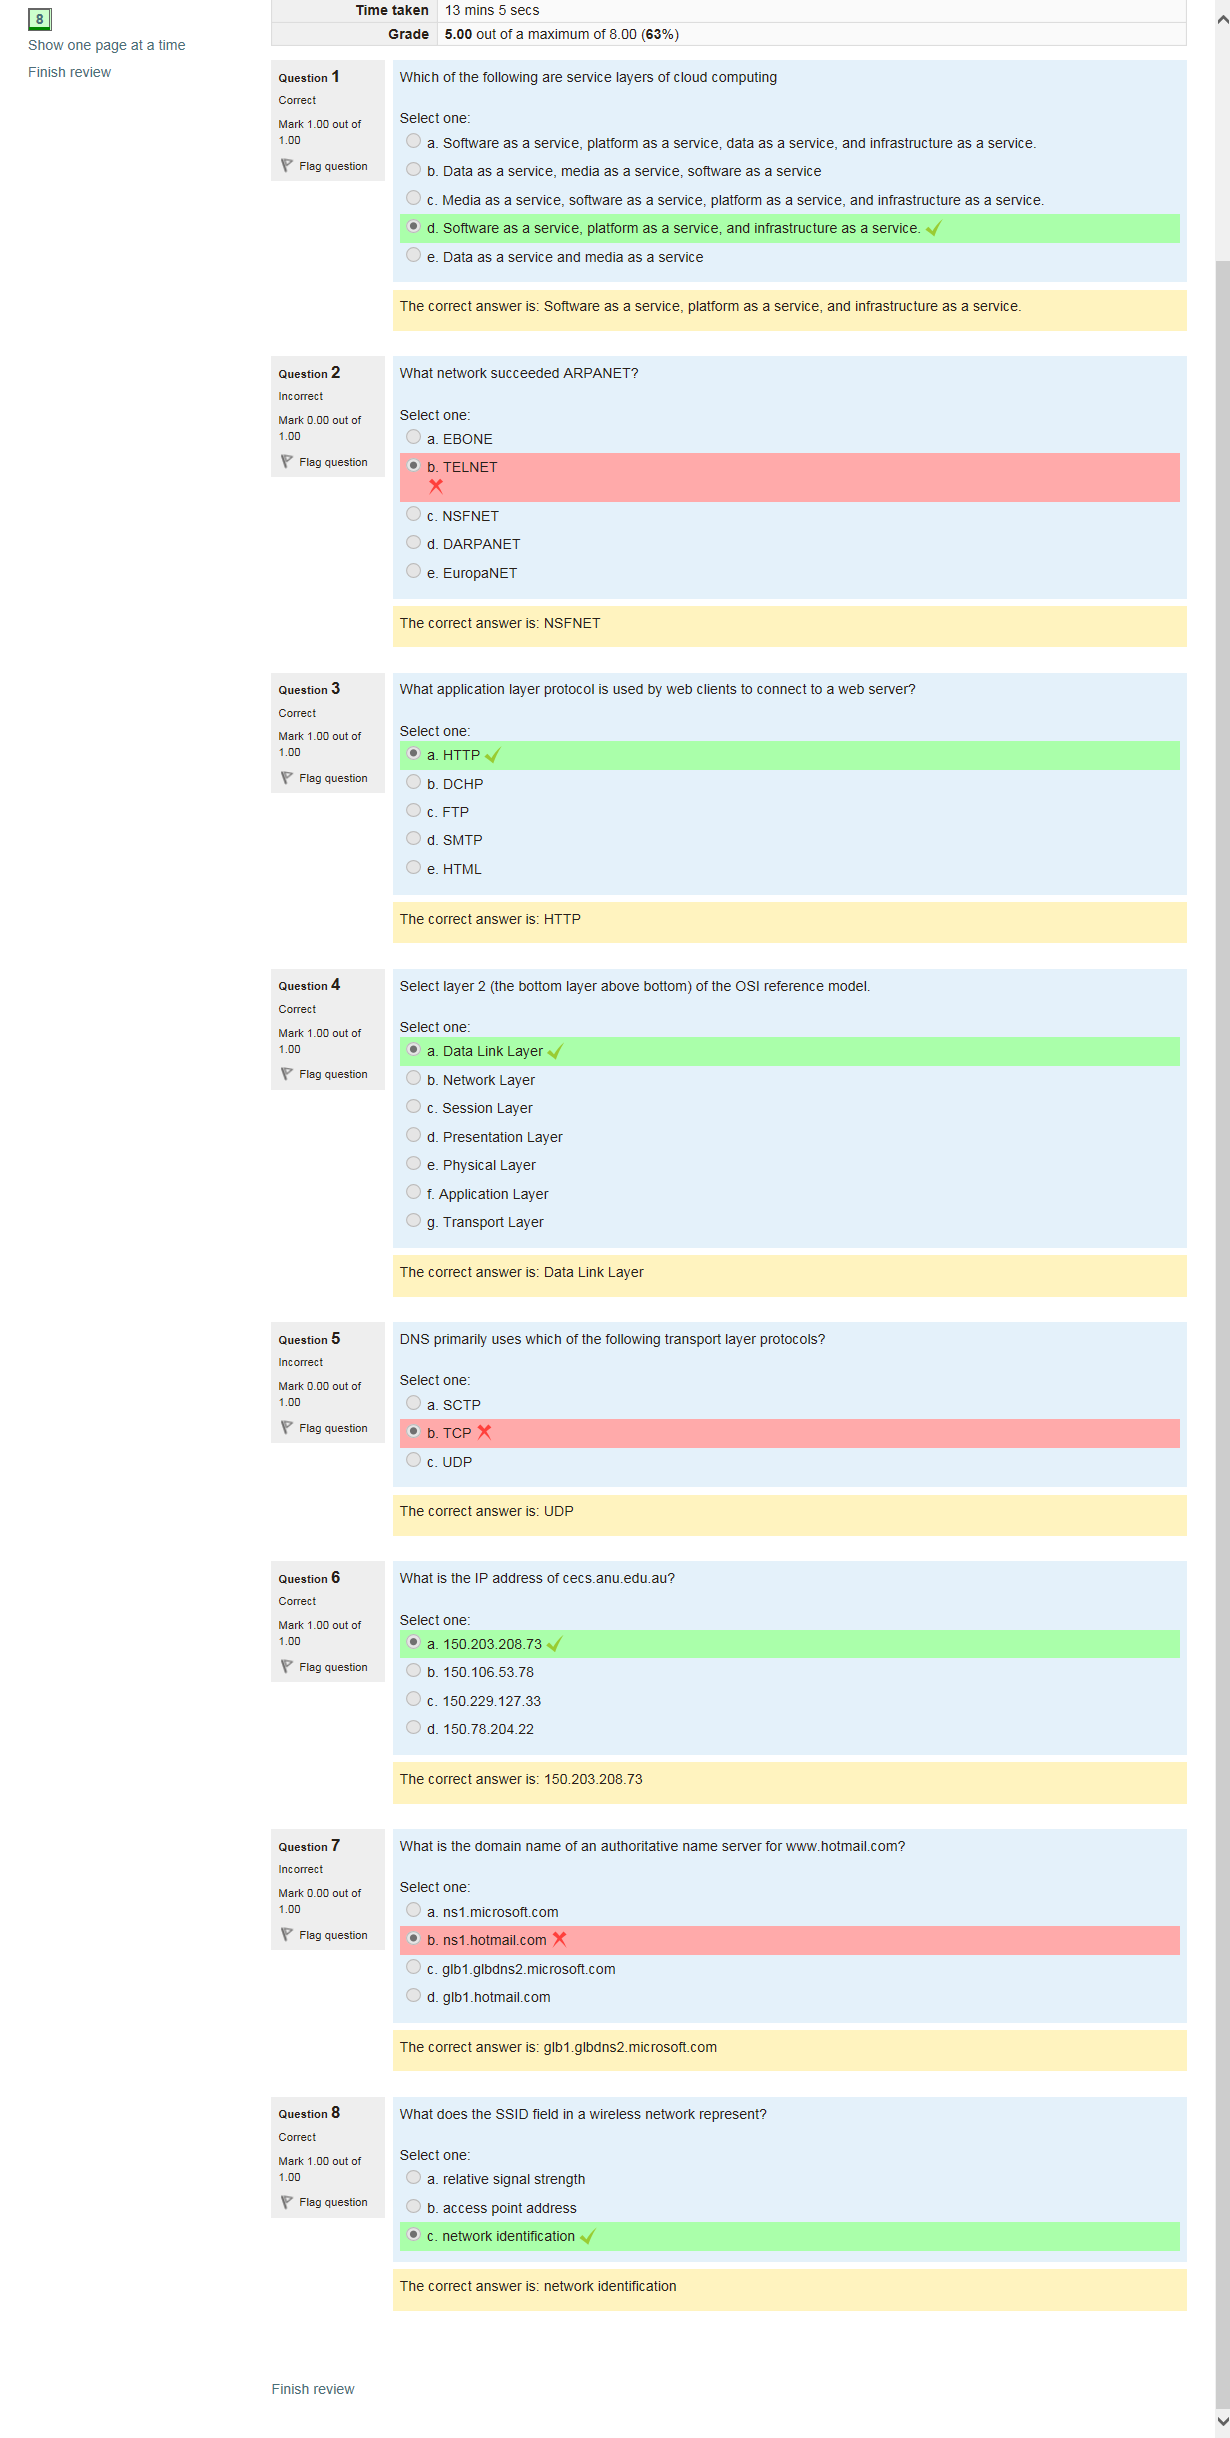 8
Show one page at a time
Finish review
Time taken 13 mins 5 secs
Grade 5.00 out of a maximum of 8.00 (63%)
Question 1
Correct
Mark 1.00 out of
1.00
Flag question
Which of the following are service layers of cloud computing
Select one:
a. Software as a service, platform as a service, data as a service, and infrastructure as a service.
b. Data as a service, media as a service, software as a service
c. Media as a service, software as a service, platform as a service, and infrastructure as a service.
d. Software as a service, platform as a service, and infrastructure as a service.
e. Data as a service and media as a service
The correct answer is: Software as a service, platform as a service, and infrastructure as a service.
Question 2
Incorrect
Mark 0.00 out of
1.00
Flag question
What network succeeded ARPANET?
Select one:
a. EBONE
b. TELNET
c. NSFNET
d. DARPANET
e. EuropaNET
The correct answer is: NSFNET
Question 3
Correct
Mark 1.00 out of
1.00
Flag question
What application layer protocol is used by web clients to connect to a web server?
Select one:
a. HTTP
b. DCHP
c. FTP
d. SMTP
e. HTML
The correct answer is: HTTP
Question 4
Correct
Mark 1.00 out of
1.00
Flag question
Select layer 2 (the bottom layer above bottom) of the OSI reference model.
Select one:
a. Data Link Layer
b. Network Layer
c. Session Layer
d. Presentation Layer
e. Physical Layer
f. Application Layer
g. Transport Layer
The correct answer is: Data Link Layer
Question 5
Incorrect
Mark 0.00 out of
1.00
Flag question
DNS primarily uses which of the following transport layer protocols?
Select one:
a. SCTP
b. TCP
c. UDP
The correct answer is: UDP
Question 6
Correct
Mark 1.00 out of
1.00
Flag question
What is the IP address of cecs.anu.edu.au?
Select one:
a. 150.203.208.73
b. 150.106.53.78
c. 150.229.127.33
d. 150.78.204.22
The correct answer is: 150.203.208.73
Question 7
Incorrect
Mark 0.00 out of
1.00
Flag question
What is the domain name of an authoritative name server for www.hotmail.com?
Select one:
a. ns1.microsoft.com
b. ns1.hotmail.com
c. glb1.glbdns2.microsoft.com
d. glb1.hotmail.com
The correct answer is: glb1.glbdns2.microsoft.com
Question 8
Correct
Mark 1.00 out of
1.00
Flag question
What does the SSID field in a wireless network represent?
Select one:
a. relative signal strength
b. access point address
c. network identification
The correct answer is: network identification
Finish review